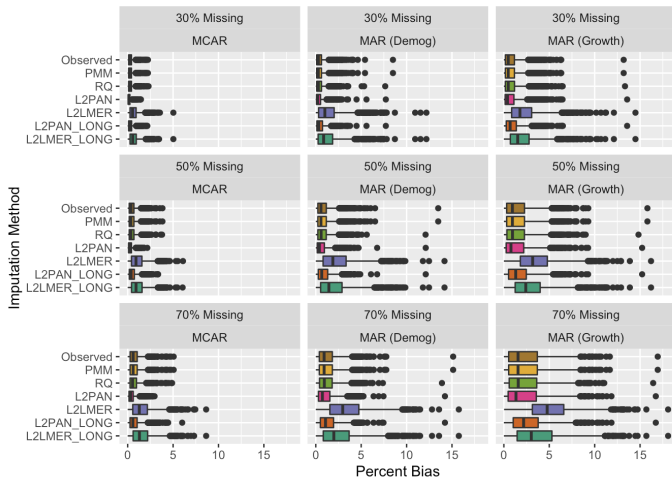 30% Missing 30% Missing 30% Missing
MCAR MAR (Demog) MAR (Growth)
Observed
PMM
RQ
L2PAN
L2LMER
L2PAN_LONG
L2LMER_LONG
50% Missing 50% Missing 50% Missing
MCAR MAR (Demog) MAR (Growth)
Imputation Method
Observed
PMM
RQ
L2PAN
L2LMER
L2PAN_LONG
L2LMER_LONG
70% Missing 70% Missing 70% Missing
MCAR MAR (Demog) MAR (Growth)
Observed
PMM
RQ
L2PAN
L2LMER
L2PAN_LONG
L2LMER_LONG
0 5 10 15 0 5 10 15 0 5 10 15
Percent Bias